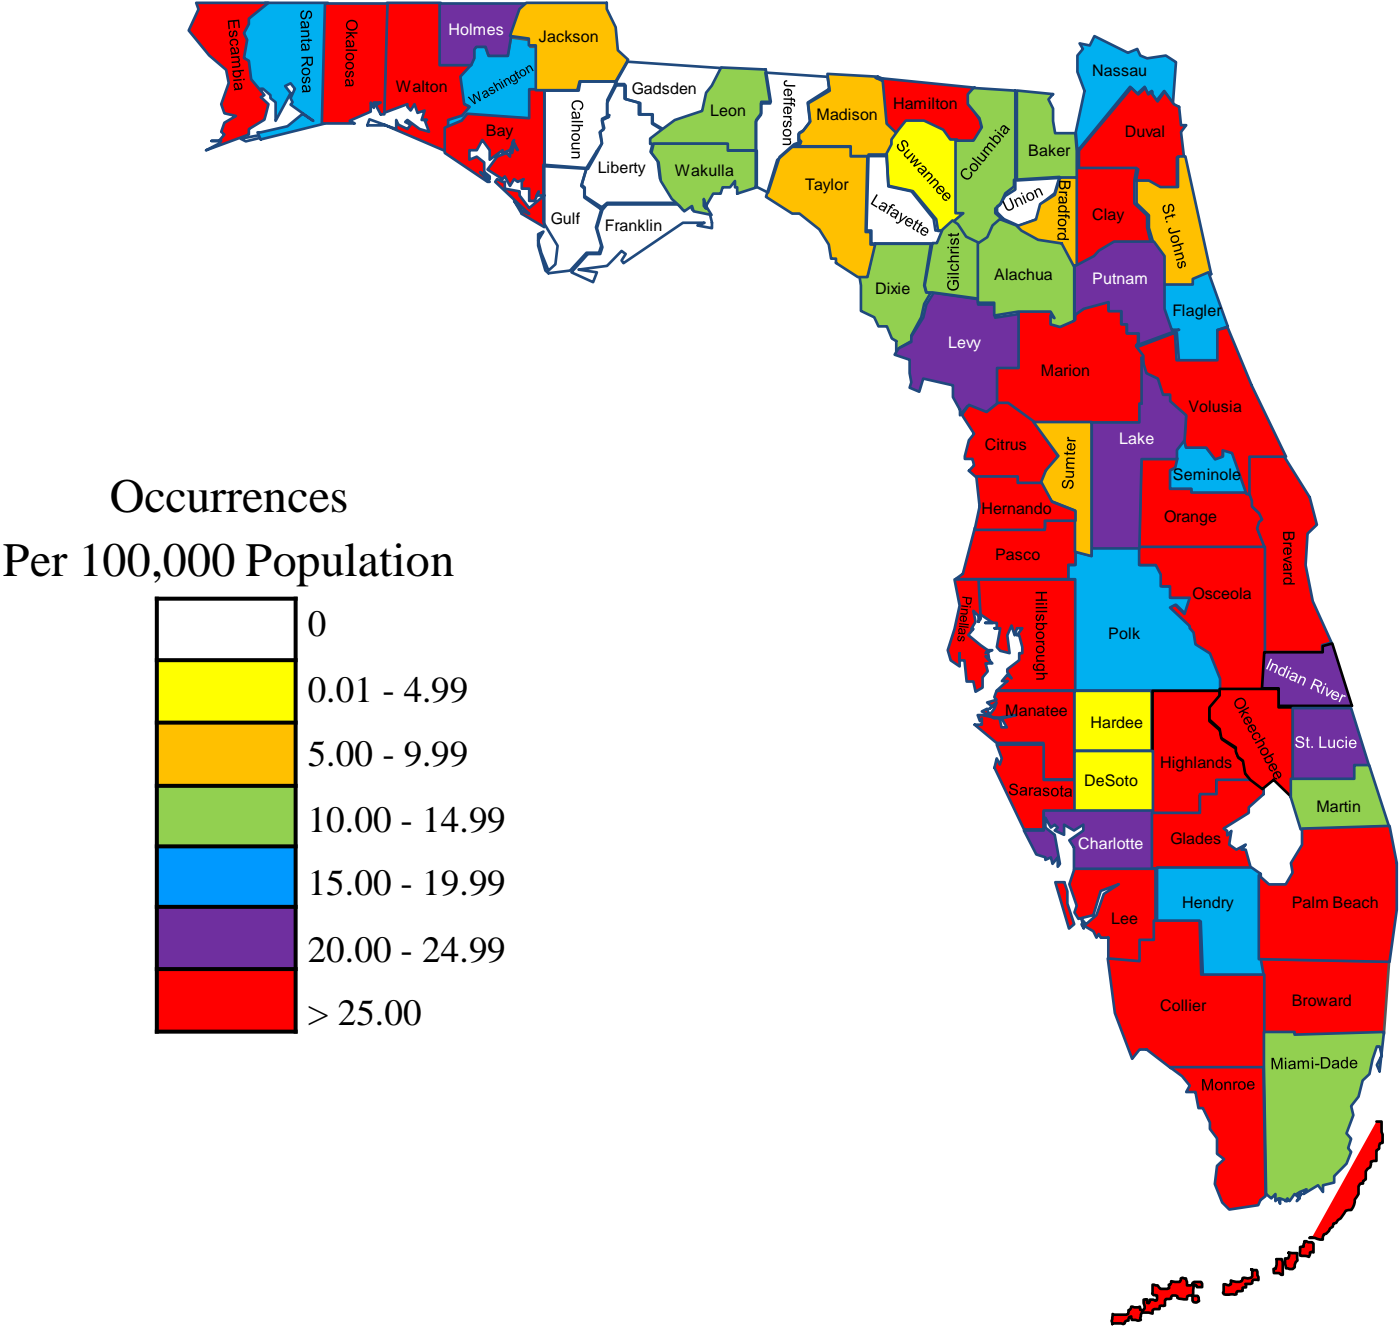 Escambia
Santa Rosa
Okaloosa
Walton
Holmes
Washington
Jackson
Bay
Calhoun
Gulf
Gadsden
Liberty
Franklin
Leon
Wakulla
Jefferson
Madison
Taylor
Hamilton
Suwannee
Lafayette
Columbia
Baker
Union
Bradford
Nassau
Duval
Clay
St. Johns
Dixie
Gilchrist
Alachua
Putnam
Flagler
Levy
Marion
Volusia
Citrus
Sumter
Lake
Seminole
Hernando
Orange
Brevard
Pasco
Osceola
Pinellas
Hillsborough
Polk
Indian River
Manatee
Hardee
Okeechobee
St. Lucie
Highlands
Sarasota
DeSoto
Martin
Charlotte
Glades
Lee
Hendry
Palm Beach
Collier
Broward
Miami-Dade
Monroe
Occurrences
Per 100,000 Population
0
0.01 - 4.99
5.00 - 9.99
10.00 - 14.99
15.00 - 19.99
20.00 - 24.99
> 25.00